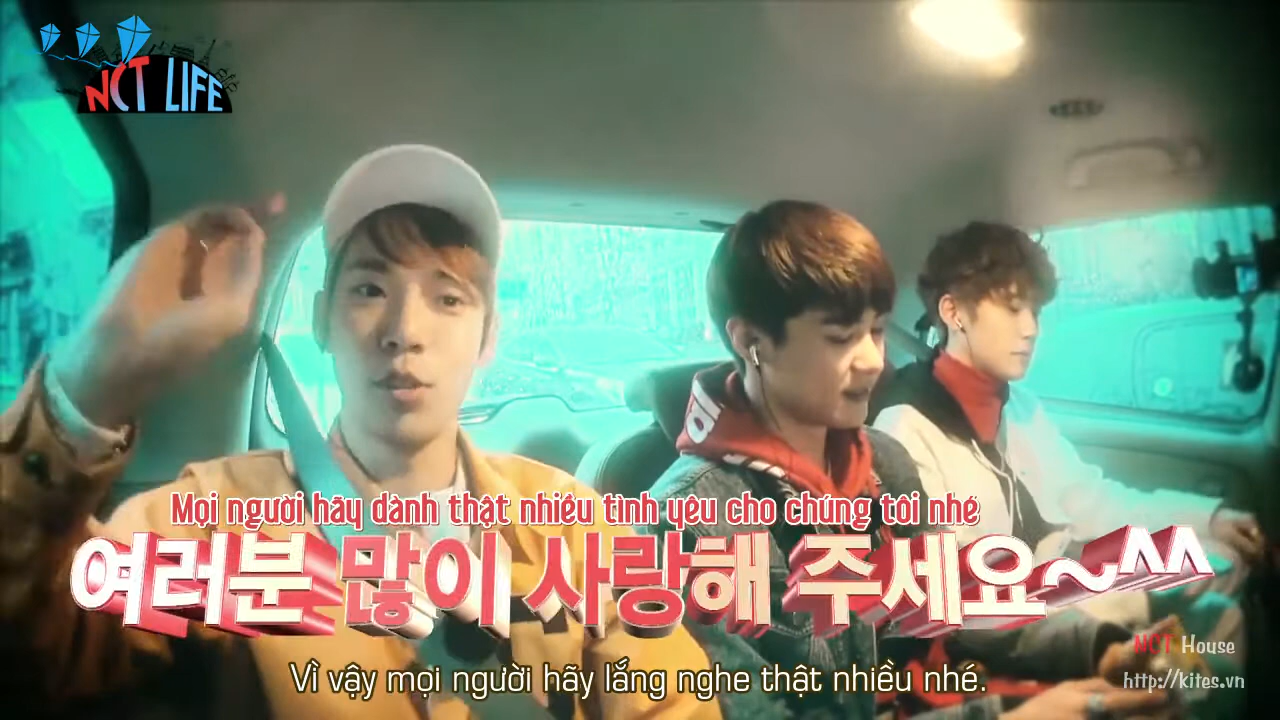 NCT LIFE
Mọi người hãy dành thật nhiều tình yêu cho chứng tôi nhé
여러분 많이 사랑해 주세요~^^
NCT House
Vì vậy mọi người hãy lắng nghe thật nhiều nhé.
http://kites.vn